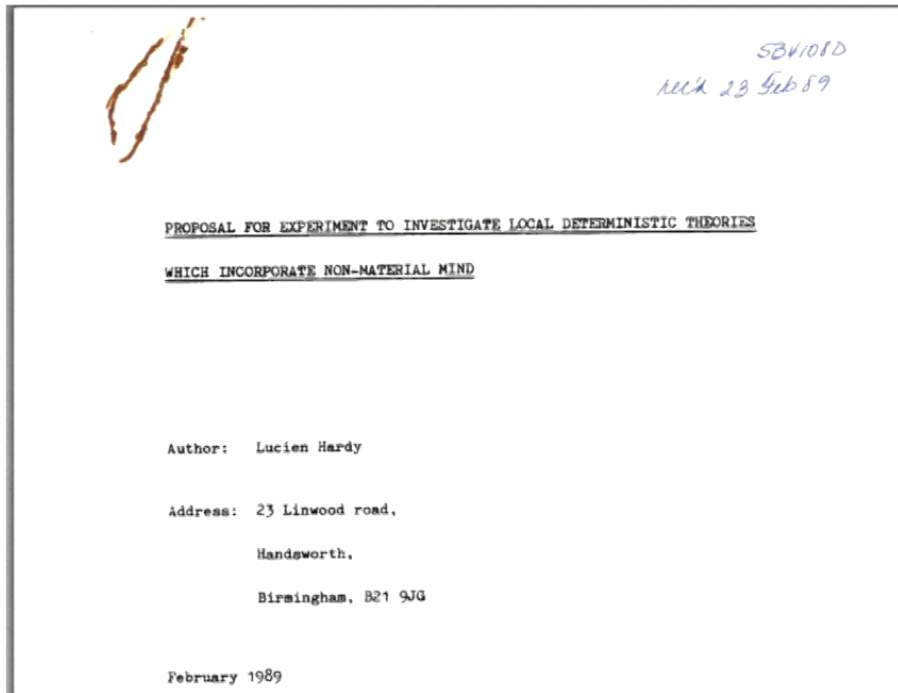 SBV108D
rec'd 23 Feb 89
PROPOSAL FOR EXPERIMENT TO INVESTIGATE LOCAL DETERMINISTIC THEORIES
WHICH INCORPORATE NON-MATERIAL MIND
Author: Lucien Hardy
Address: 23 Linwood road,
Handsworth,
Birmingham, B21 9JG
February 1989